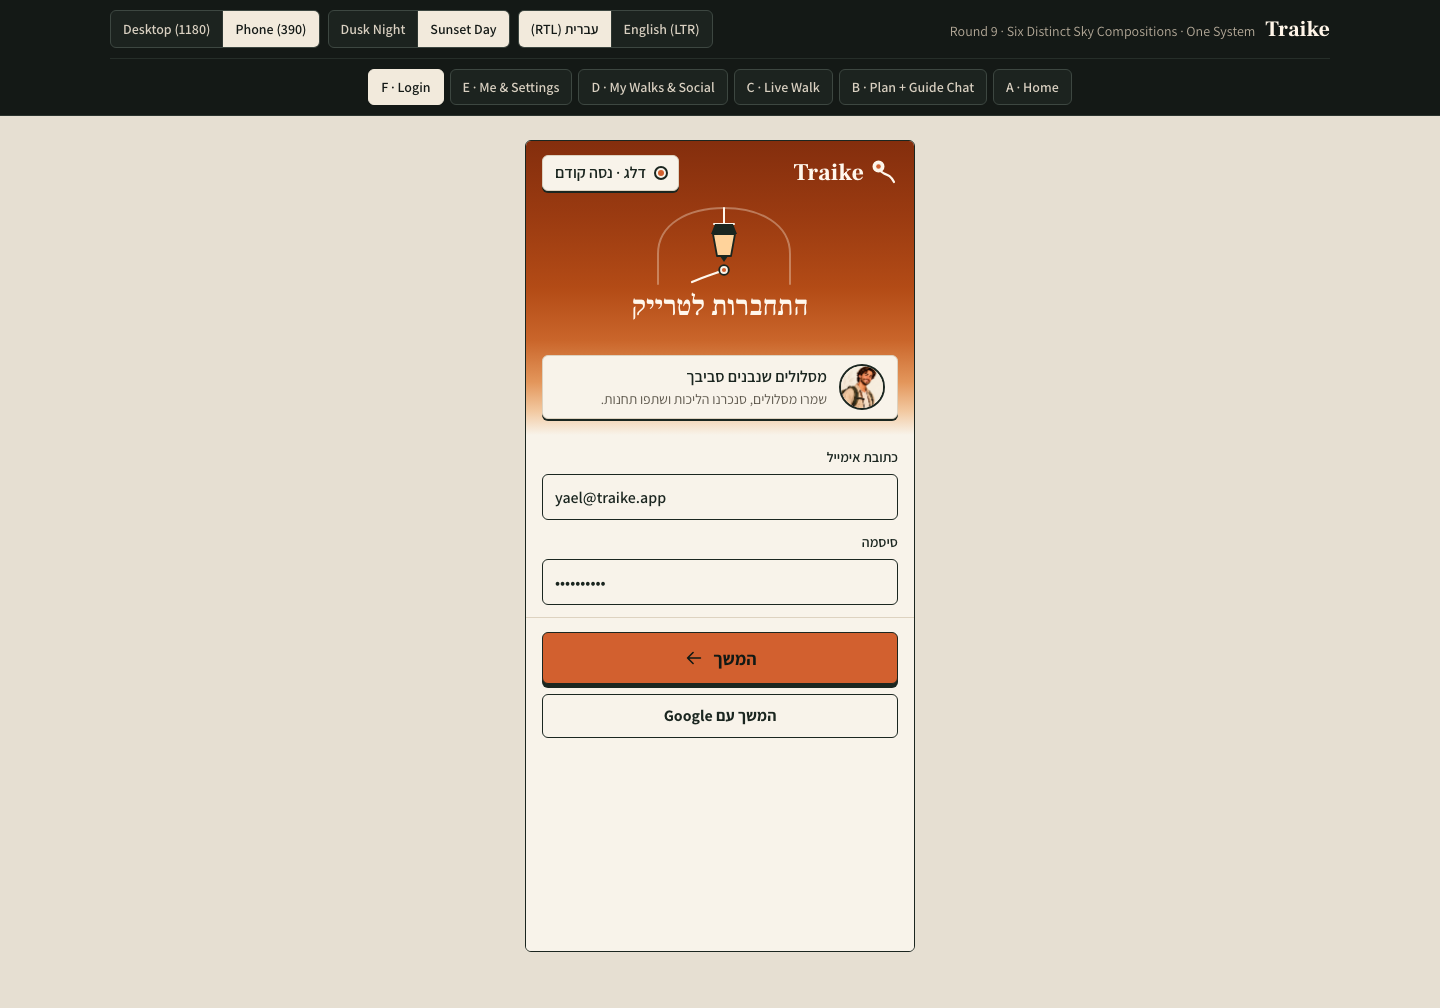 Traike
Round 9 · Six Distinct Sky Compositions · One System
English (LTR)
עברית (RTL)
Sunset Day
Dusk Night
Phone (390)
Desktop (1180)
A · Home
B · Plan + Guide Chat
C · Live Walk
D · My Walks & Social
E · Me & Settings
F · Login
Traike
דלג · נסה קודם
התחברות לטרייק
מסלולים שנבנים סביבך
שמרו מסלולים, סנכרנו הליכות ושתפו תחנות.
כתובת אימייל
yael@traike.app
סיסמה
••••••••••
המשך ←
המשך עם Google